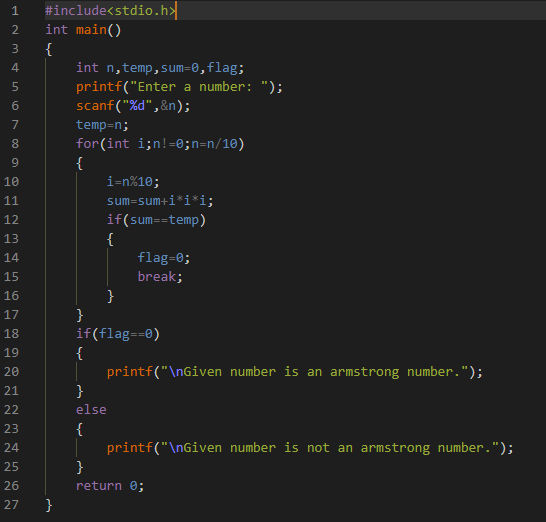 1 #include<stdio.h>
2 int main()
3 {
4     int n,temp,sum=0,flag;
5     printf("Enter a number: ");
6     scanf("%d",&n);
7     temp=n;
8     for(int i;n!=0;n=n/10)
9     {
10         i=n%10;
11         sum=sum+i*i*i;
12         if(sum==temp)
13         {
14             flag=0;
15             break;
16         }
17     }
18     if(flag==0)
19     {
20         printf("\nGiven number is an armstrong number.");
21     }
22     else
23     {
24         printf("\nGiven number is not an armstrong number.");
25     }
26     return 0;
27 }